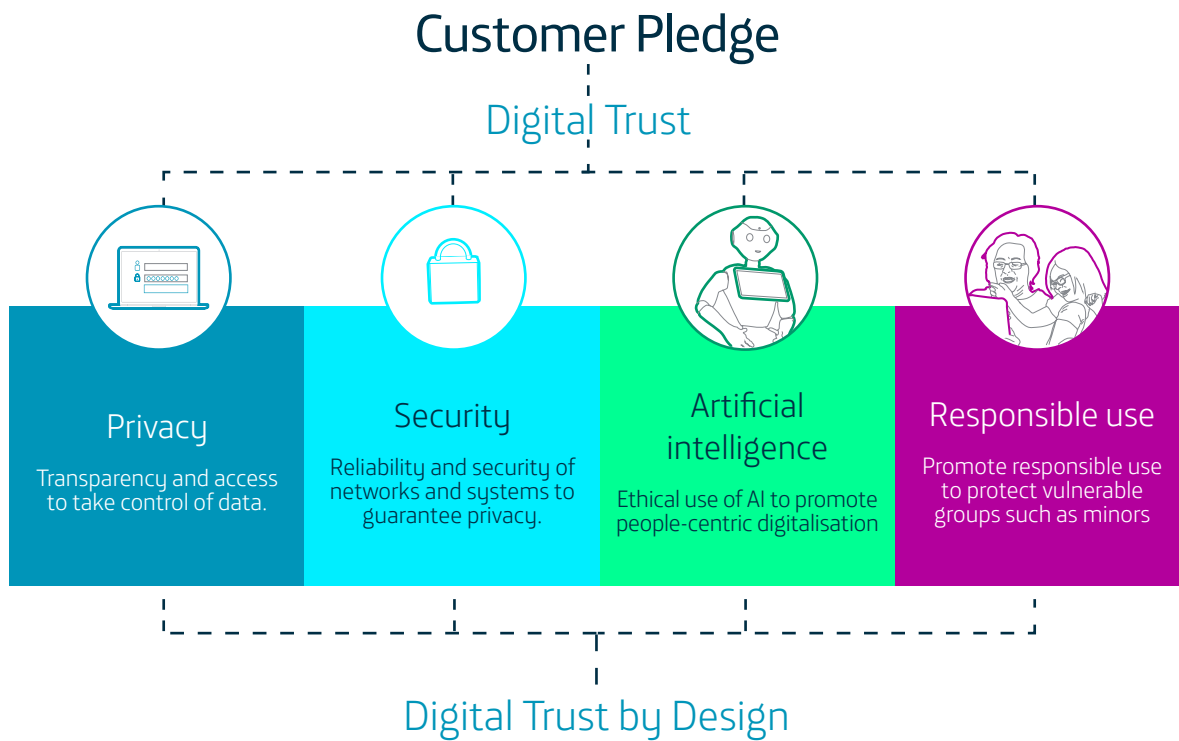 Customer Pledge
Digital Trust
Privacy
Transparency and access
to take control of data.
Security
Reliability and security of
networks and systems to
guarantee privacy.
Artificial
intelligence
Ethical use of AI to promote
people-centric digitalisation
Responsible use
Promote responsible use
to protect vulnerable
groups such as minors
Digital Trust by Design